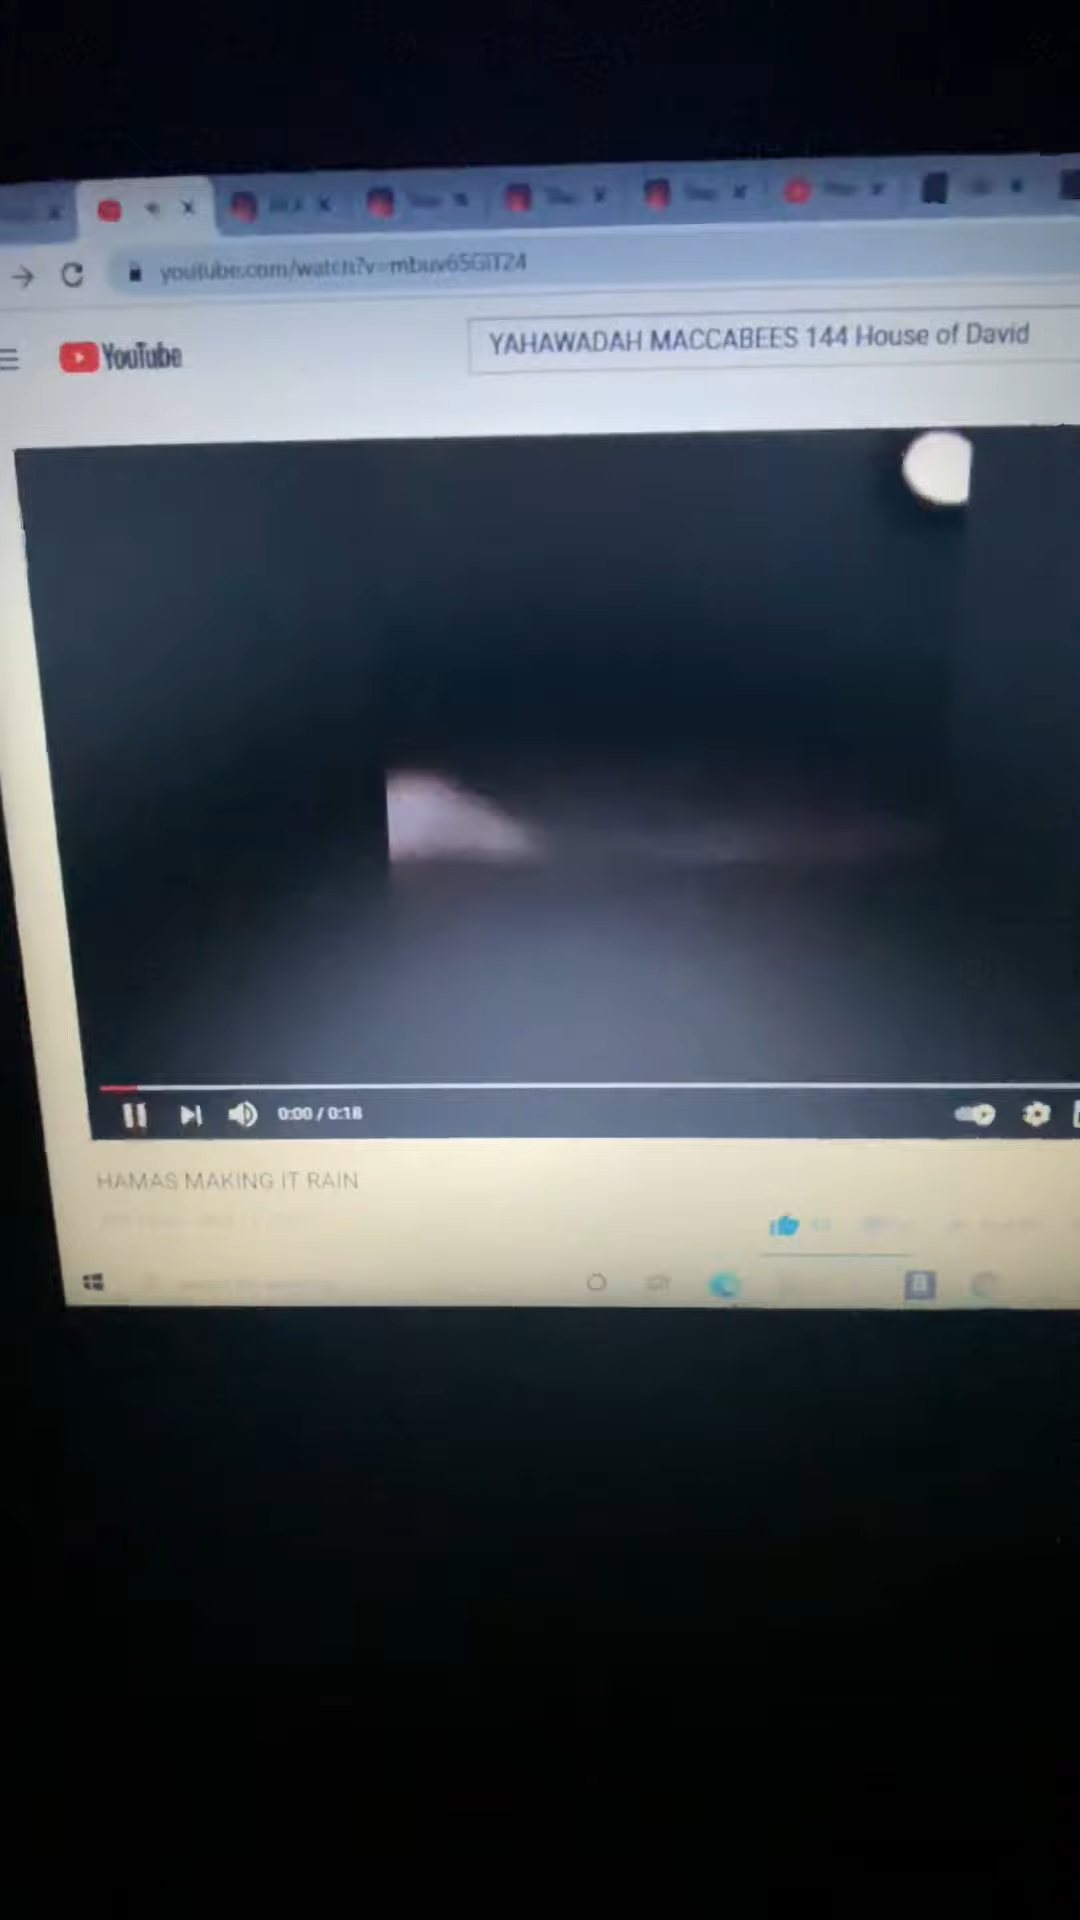 youtube.com/watch?v=mbuv65GiT24
YouTube
YAHAWADAH MACCABEES 144 House of David
0:00 / 0:18
HAMAS MAKING IT RAIN